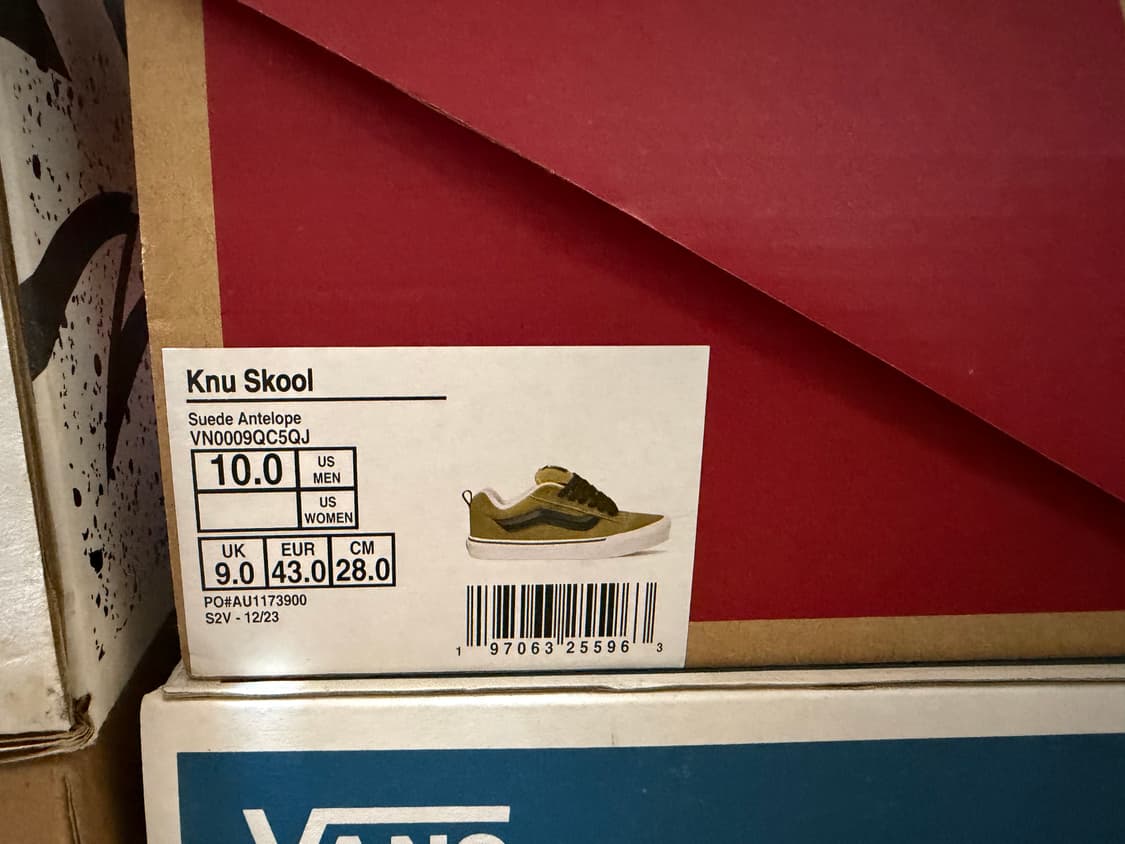 Knu Skool
Suede Antelope
VN0009QC5QJ
10.0 US MEN
US WOMEN
UK EUR CM
9.0 43.0 28.0
PO#AU1173900
S2V - 12/23
1 97063 25596 3
VANS